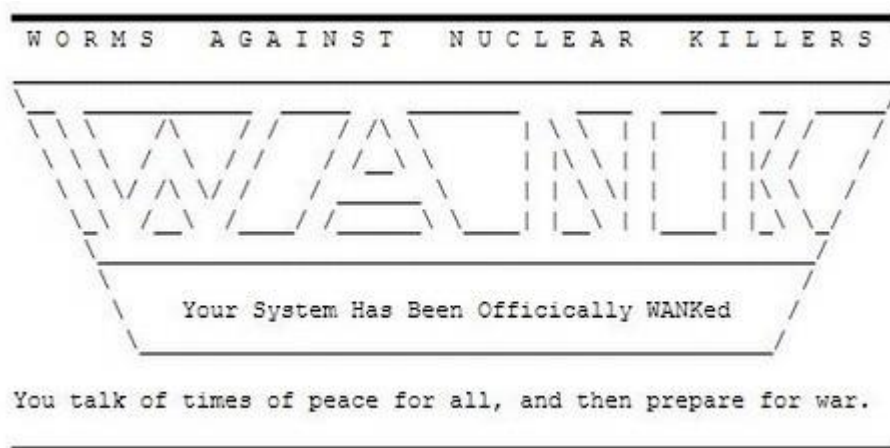 W O R M S A G A I N S T N U C L E A R K I L L E R S
WANK
Your System Has Been Officically WANKed
You talk of times of peace for all, and then prepare for war.